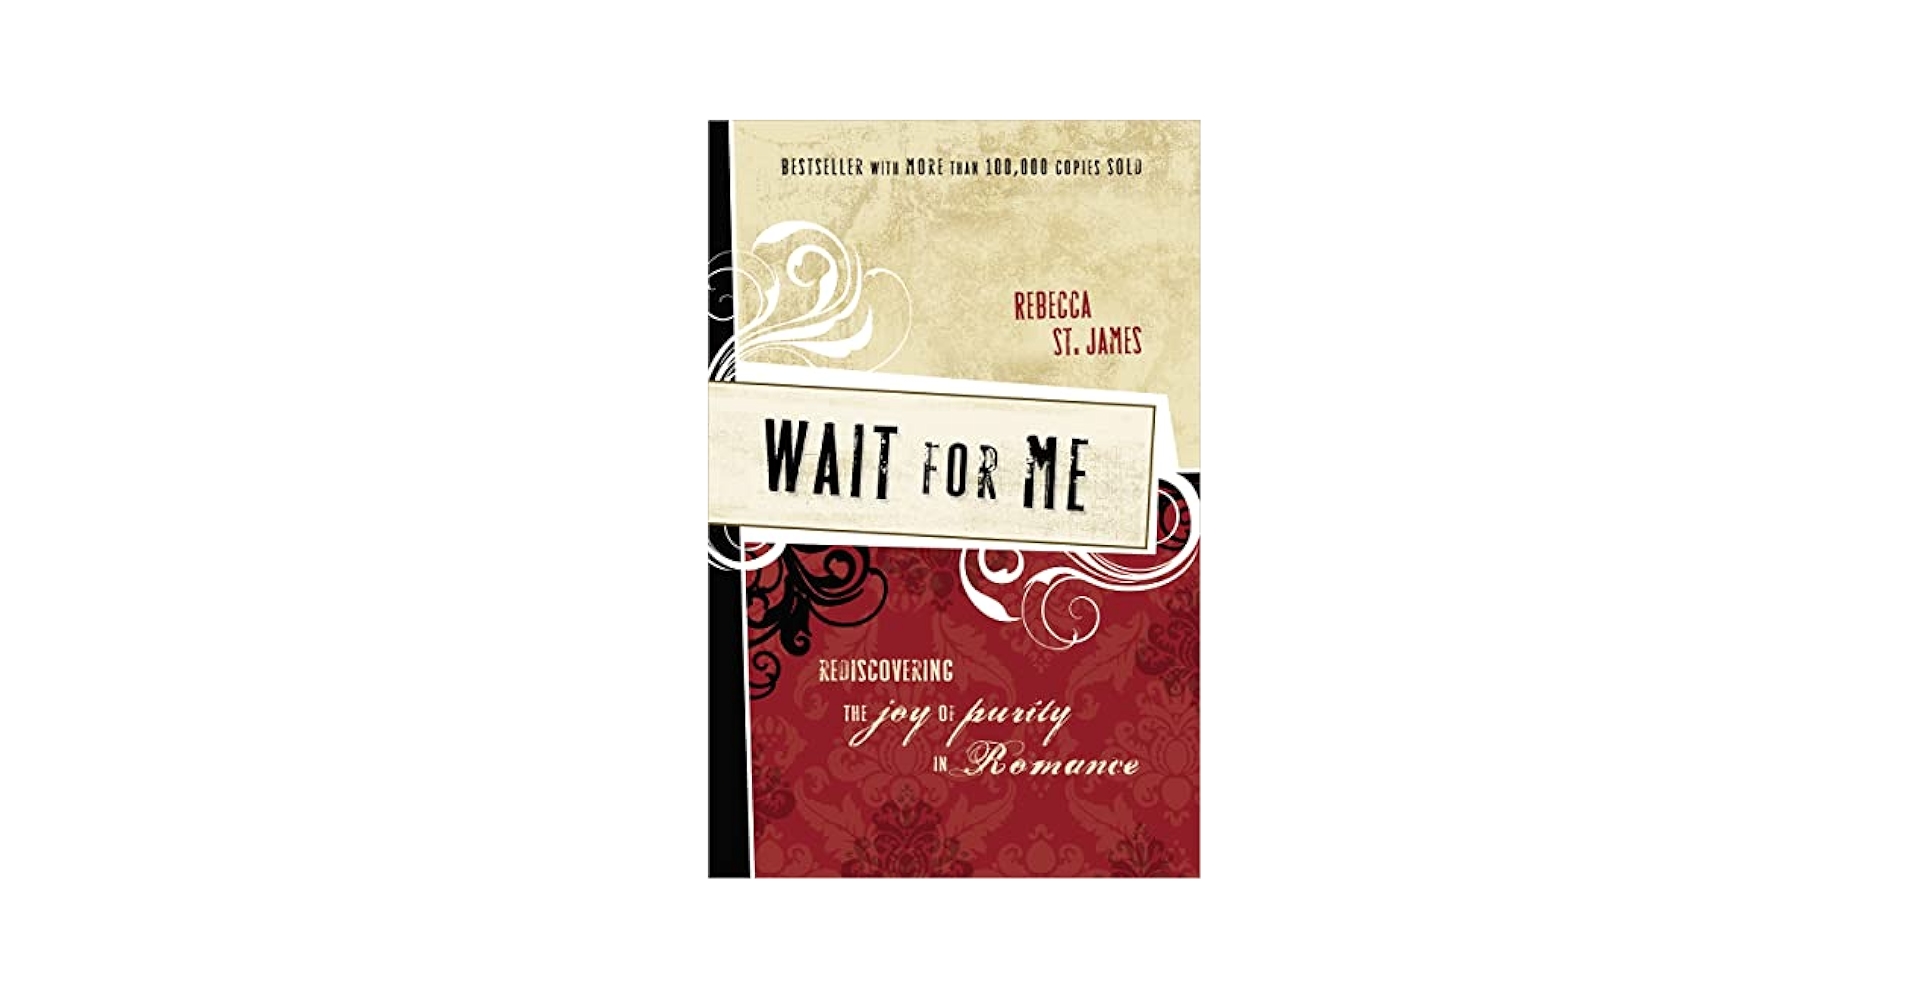 BESTSELLER WITH MORE THAN 100,000 COPIES SOLD
REBECCA
ST. JAMES
WAIT FOR ME
REDISCOVERING
THE joy OF purity
IN Romance